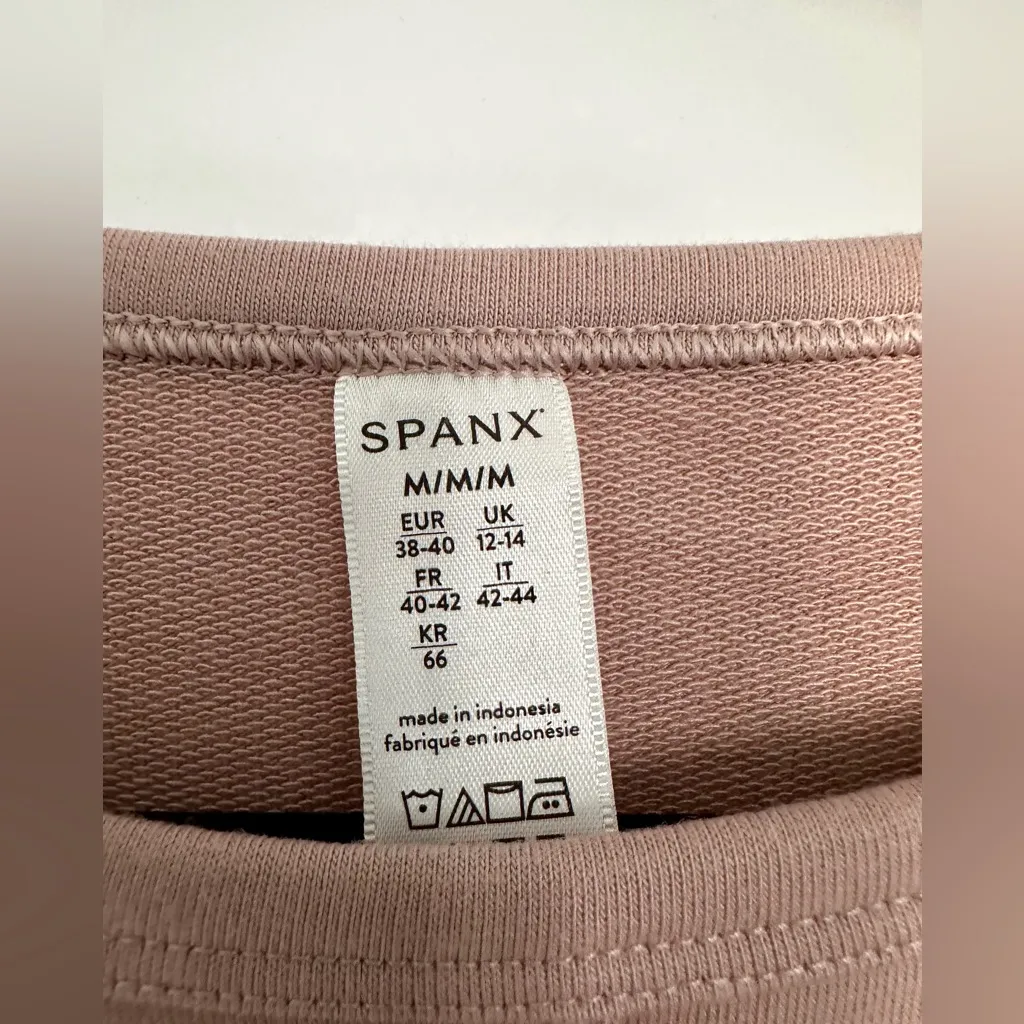 SPANX
M/M/M
EUR UK
38-40 12-14
FR IT
40-42 42-44
KR
66
made in indonesia
fabriqué en indonésie